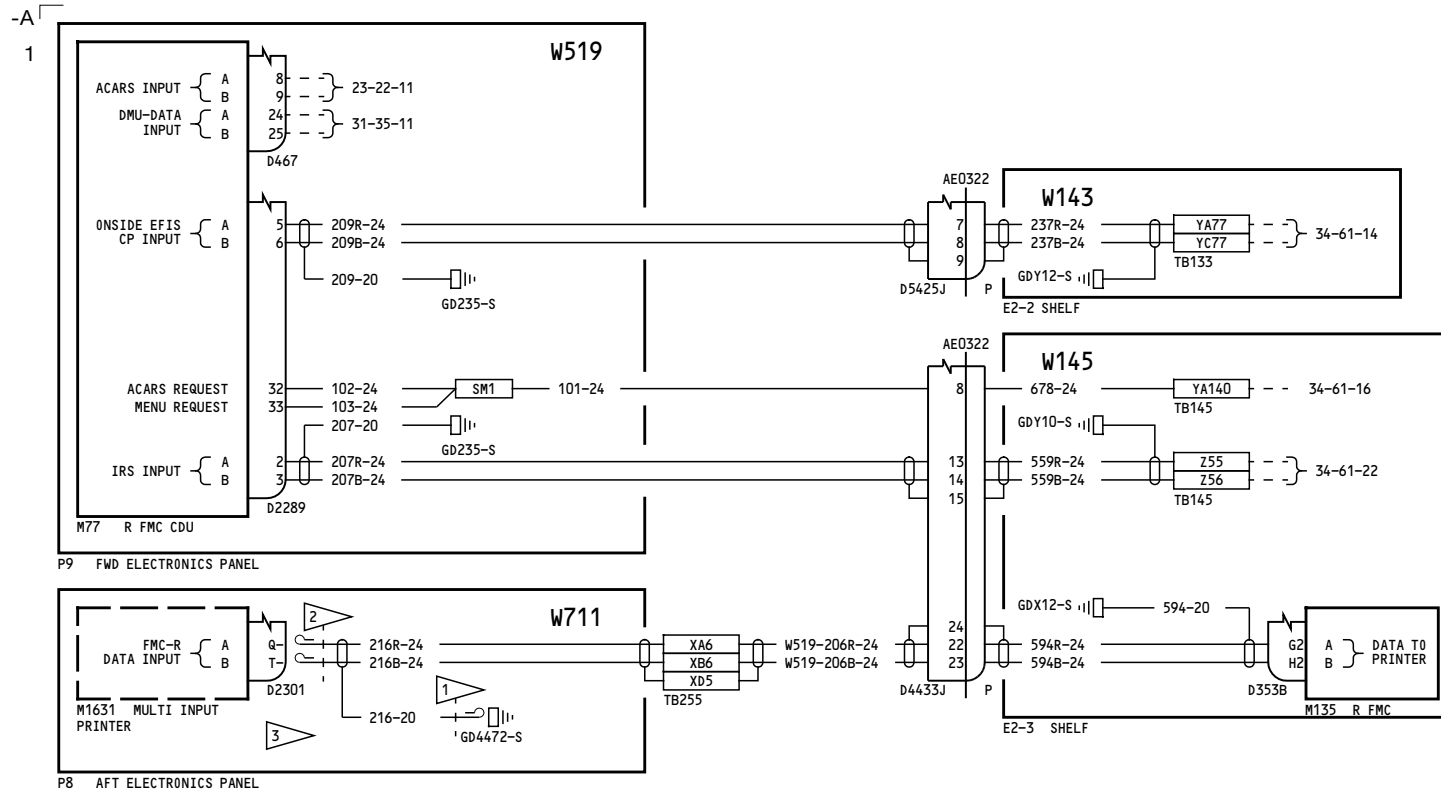 -A
1
W519
ACARS INPUT A 8 23-22-11
B 9
DMU-DATA INPUT A 24 31-35-11
B 25
D467
ONSIDE EFIS CP INPUT A 5 209R-24
B 6 209B-24
209-20
GD235-S
ACARS REQUEST 32 102-24 SM1 101-24
MENU REQUEST 33 103-24
207-20
GD235-S
IRS INPUT A 2 207R-24
B 3 207B-24
D2289
M77 R FMC CDU
P9 FWD ELECTRONICS PANEL
AE0322
7
8
9
D5425J P
W143
237R-24 YA77 34-61-14
237B-24 YC77
TB133
GDY12-S
E2-2 SHELF
AE0322
W145
8 678-24 YA140 34-61-16
TB145
GDY10-S
13 559R-24 Z55 34-61-22
14 559B-24 Z56
15
TB145
GDX12-S 594-20
24
22 594R-24 G2 A DATA TO PRINTER
23 594B-24 H2 B
D4433J P
D353B
M135 R FMC
E2-3 SHELF
W711
2
FMC-R DATA INPUT A Q- 216R-24 XA6 W519-206R-24
B T- 216B-24 XB6 W519-206B-24
XD5
TB255
D2301
M1631 MULTI INPUT
PRINTER
1
216-20
GD4472-S
3
P8 AFT ELECTRONICS PANEL